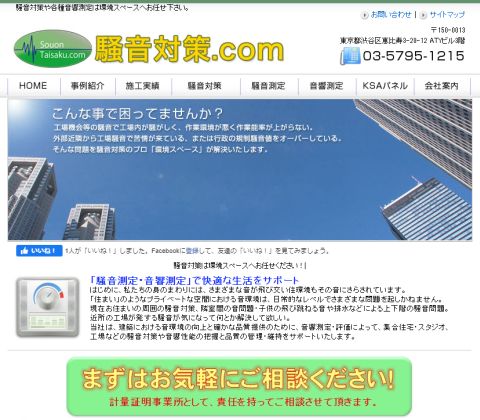 騒音対策や各種音響測定は環境スペースへお任せ下さい。
お問い合わせ | サイトマップ
Souon
Taisaku.com
騒音対策.com
〒150-0013
東京都渋谷区恵比寿3-20-12 ATYビル3階
03-5795-1215
HOME 事例紹介 施工実績 騒音対策 騒音測定 音響測定 KSAパネル 会社案内
こんな事で困ってませんか？
工場機会等の騒音で工場内が騒がしく、作業環境が悪く作業能率が上がらない。
外部近隣から工場騒音で苦情が来ている、または行政の規制騒音値をオーバーしている。
そんな問題を騒音対策のプロ「環境スペース」が解決いたします。
いいね！ 1人が「いいね！」しました。Facebookに登録して、友達の「いいね！」を見てみましょう。
騒音対策は環境スペースへお任せください！|
「騒音測定・音響測定」で快適な生活をサポート
はじめに、私たちの身のまわりには、さまざまな音が飛び交い住環境もその音にさらされています。
「住まい」のようなプライベートな空間における音環境は、日常的なレベルでさまざまな問題を起しかねません。
現在お住まいの周囲の騒音対策、隣室間の音問題・子供の飛び跳ねる音や排水などによる上下階の騒音問題。
近所の工場が発する騒音が気になって何とか解決して欲しい。
当社は、建築における音環境の向上と確かな品質提供のために、音響測定・評価によって、集合住宅・スタジオ、
工場などの騒音対策や音響性能の把握と品質の管理・維持をサポートいたします。
まずはお気軽にご相談ください!
計量証明事業所として、責任を持ってご相談させて頂きます。